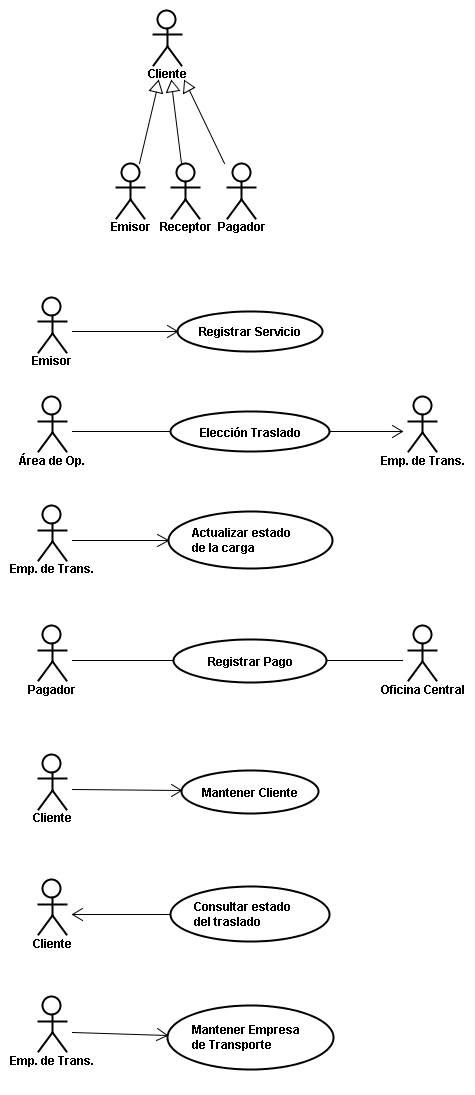 Cliente
Emisor Receptor Pagador
Registrar Servicio
Emisor
Elección Traslado
Área de Op. Emp. de Trans.
Actualizar estado
de la carga
Emp. de Trans.
Registrar Pago
Pagador Oficina Central
Mantener Cliente
Cliente
Consultar estado
del traslado
Cliente
Mantener Empresa
de Transporte
Emp. de Trans.